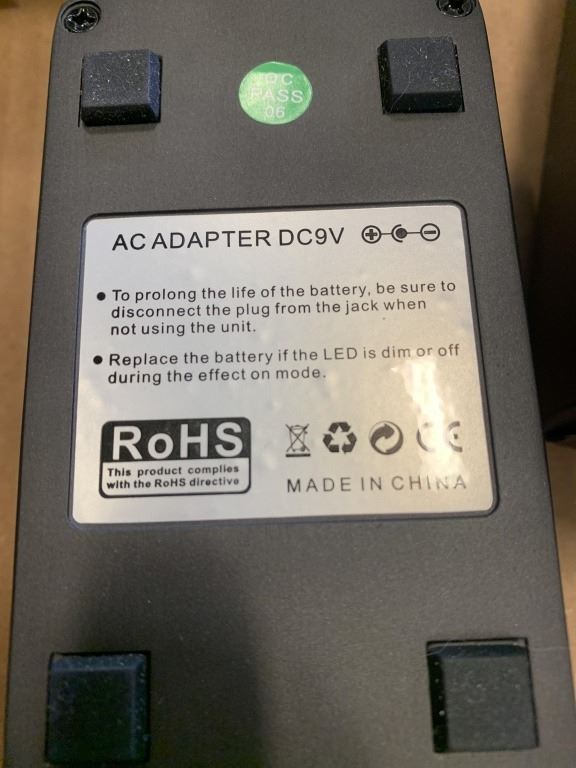 QC
PASS
06
AC ADAPTER DC9V
• To prolong the life of the battery, be sure to
disconnect the plug from the jack when
not using the unit.
• Replace the battery if the LED is dim or off
during the effect on mode.
RoHS
This product complies
with the RoHS directive
CE
MADE IN CHINA